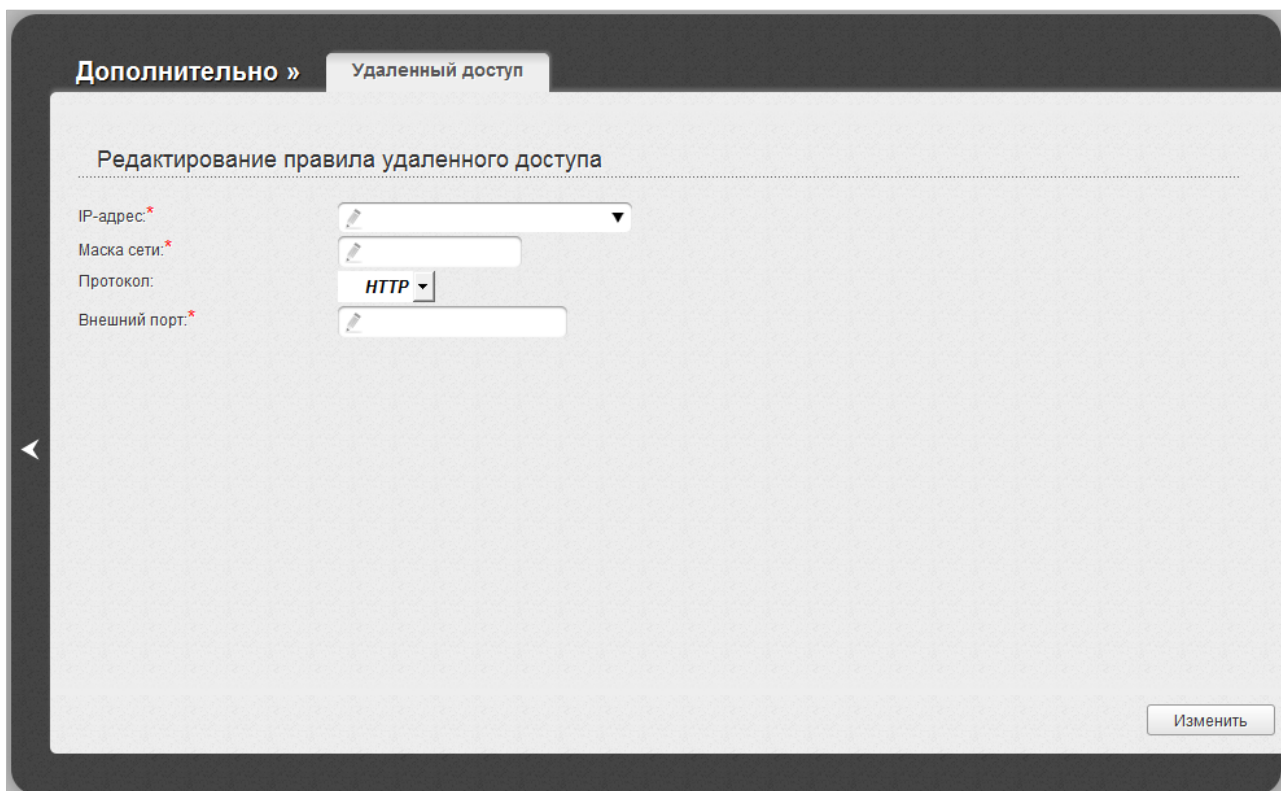 Дополнительно »
Удаленный доступ
Редактирование правила удаленного доступа
IP-адрес:*
Маска сети:*
Протокол: HTTP
Внешний порт:*
Изменить